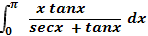 ∫₀^π (x tanx)/(secx + tanx) dx